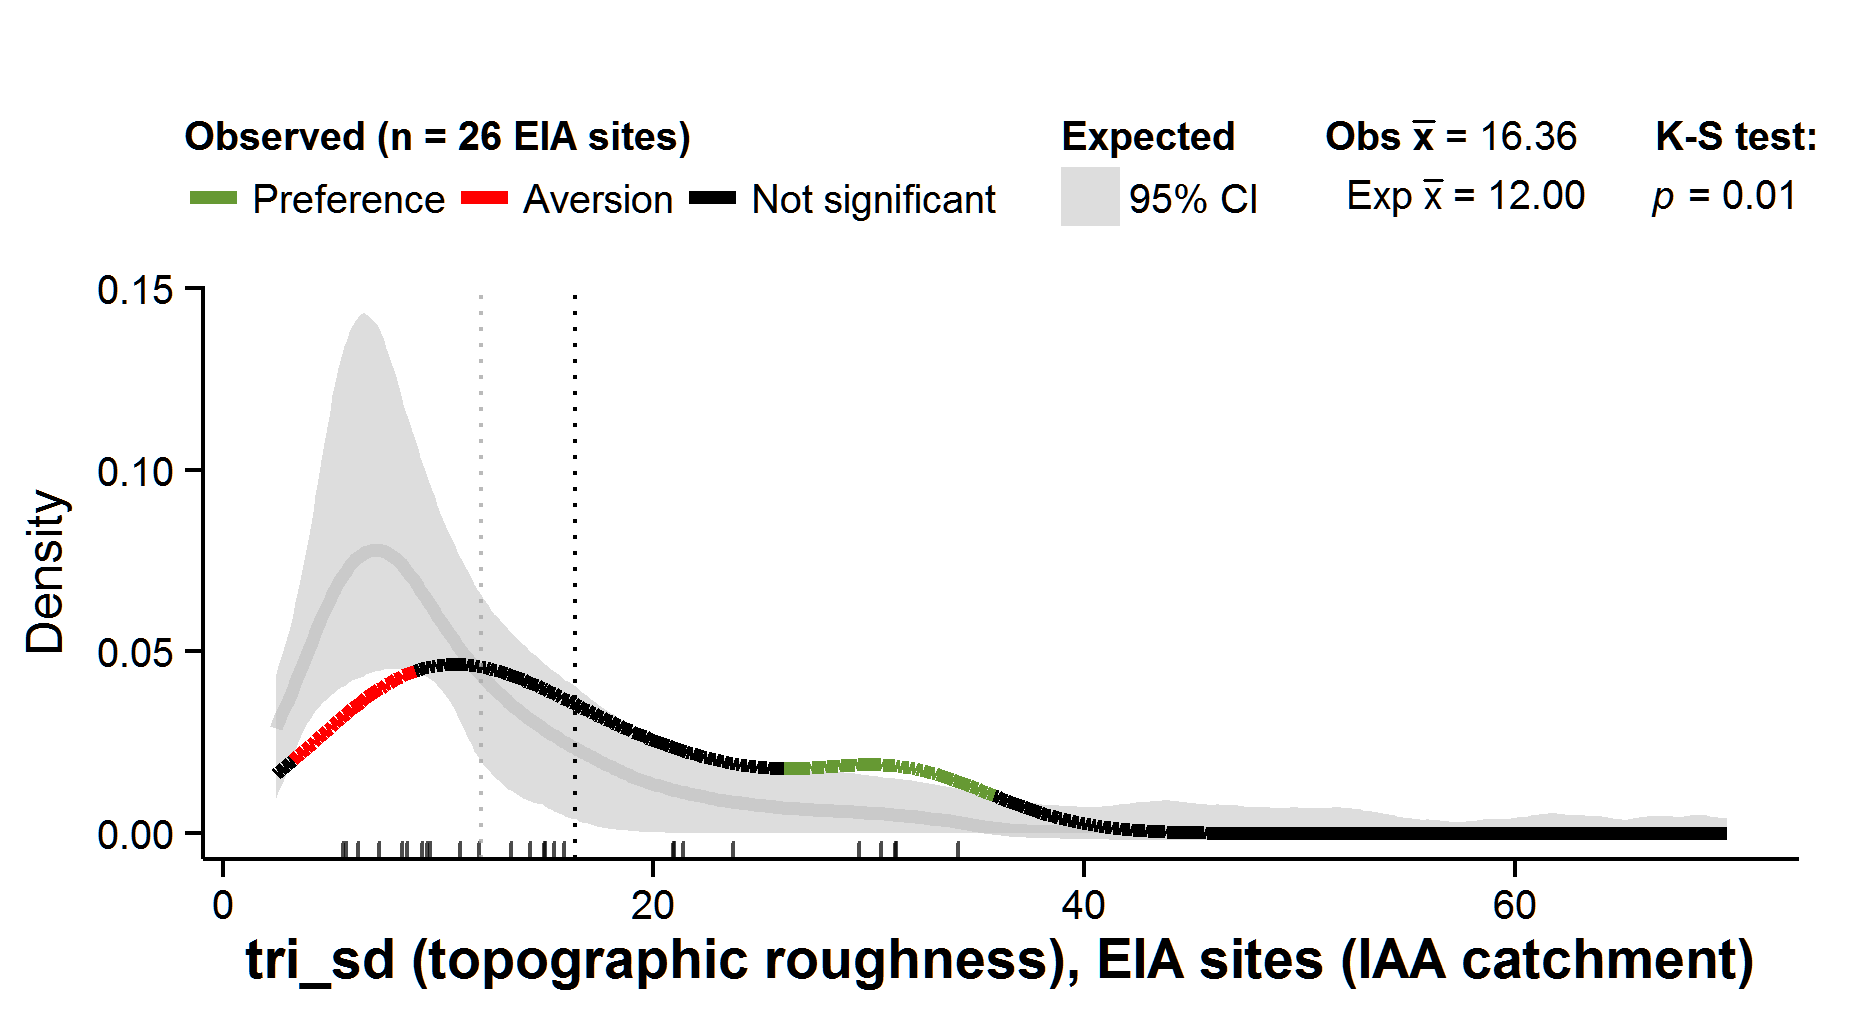 Observed (n = 26 EIA sites) Expected Obs x̅ = 16.36 K-S test:
Preference Aversion Not significant 95% CI Exp x̅ = 12.00 p = 0.01
0.15
0.10
0.05
0.00
Density
0 20 40 60
tri_sd (topographic roughness), EIA sites (IAA catchment)